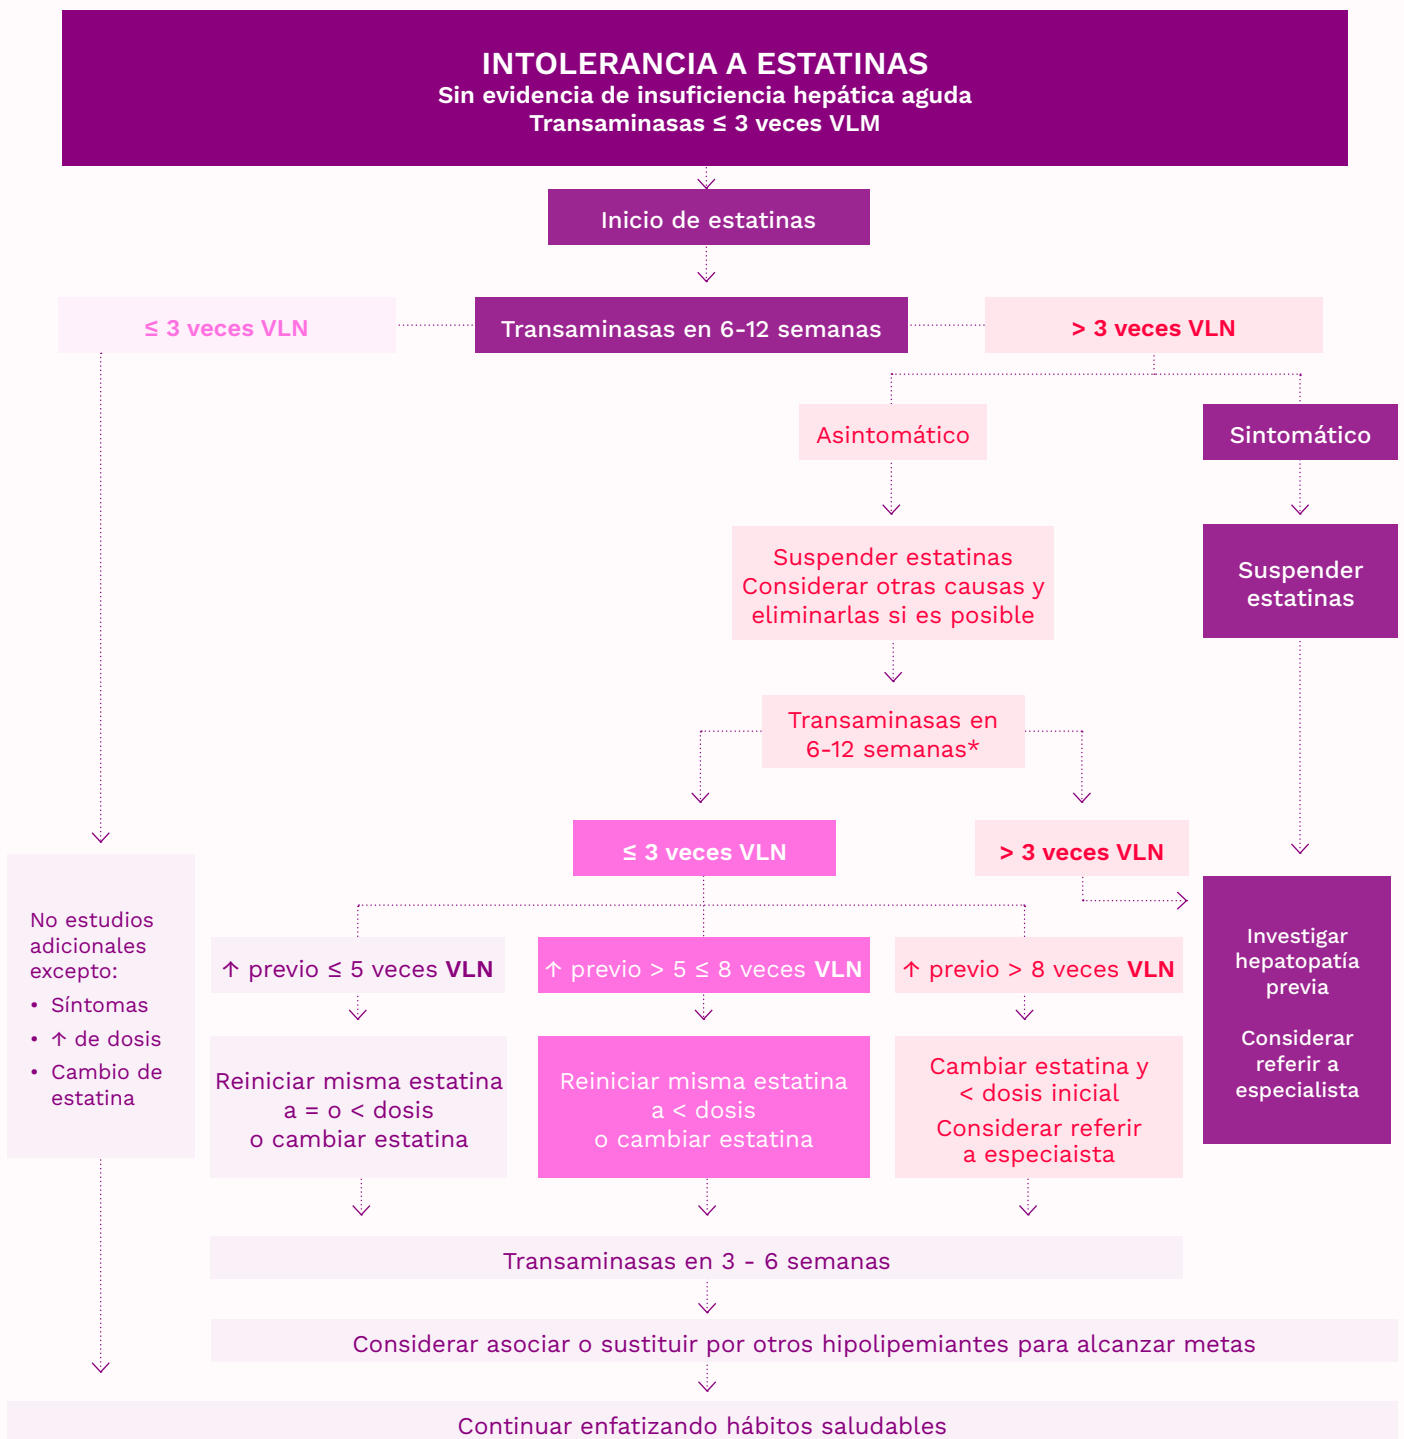 INTOLERANCIA A ESTATINAS
Sin evidencia de insuficiencia hepática aguda
Transaminasas ≤ 3 veces VLM
Inicio de estatinas
≤ 3 veces VLN
Transaminasas en 6-12 semanas
> 3 veces VLN
Asintomático
Sintomático
Suspender estatinas
Considerar otras causas y
eliminarlas si es posible
Suspender
estatinas
Transaminasas en
6-12 semanas*
≤ 3 veces VLN
> 3 veces VLN
No estudios
adicionales
excepto:
• Síntomas
• ↑ de dosis
• Cambio de
estatina
↑ previo ≤ 5 veces VLN
↑ previo > 5 ≤ 8 veces VLN
↑ previo > 8 veces VLN
Investigar
hepatopatía
previa
Considerar
referir a
especialista
Reiniciar misma estatina
a = o < dosis
o cambiar estatina
Reiniciar misma estatina
a < dosis
o cambiar estatina
Cambiar estatina y
< dosis inicial
Considerar referir
a especiaista
Transaminasas en 3 - 6 semanas
Considerar asociar o sustituir por otros hipolipemiantes para alcanzar metas
Continuar enfatizando hábitos saludables